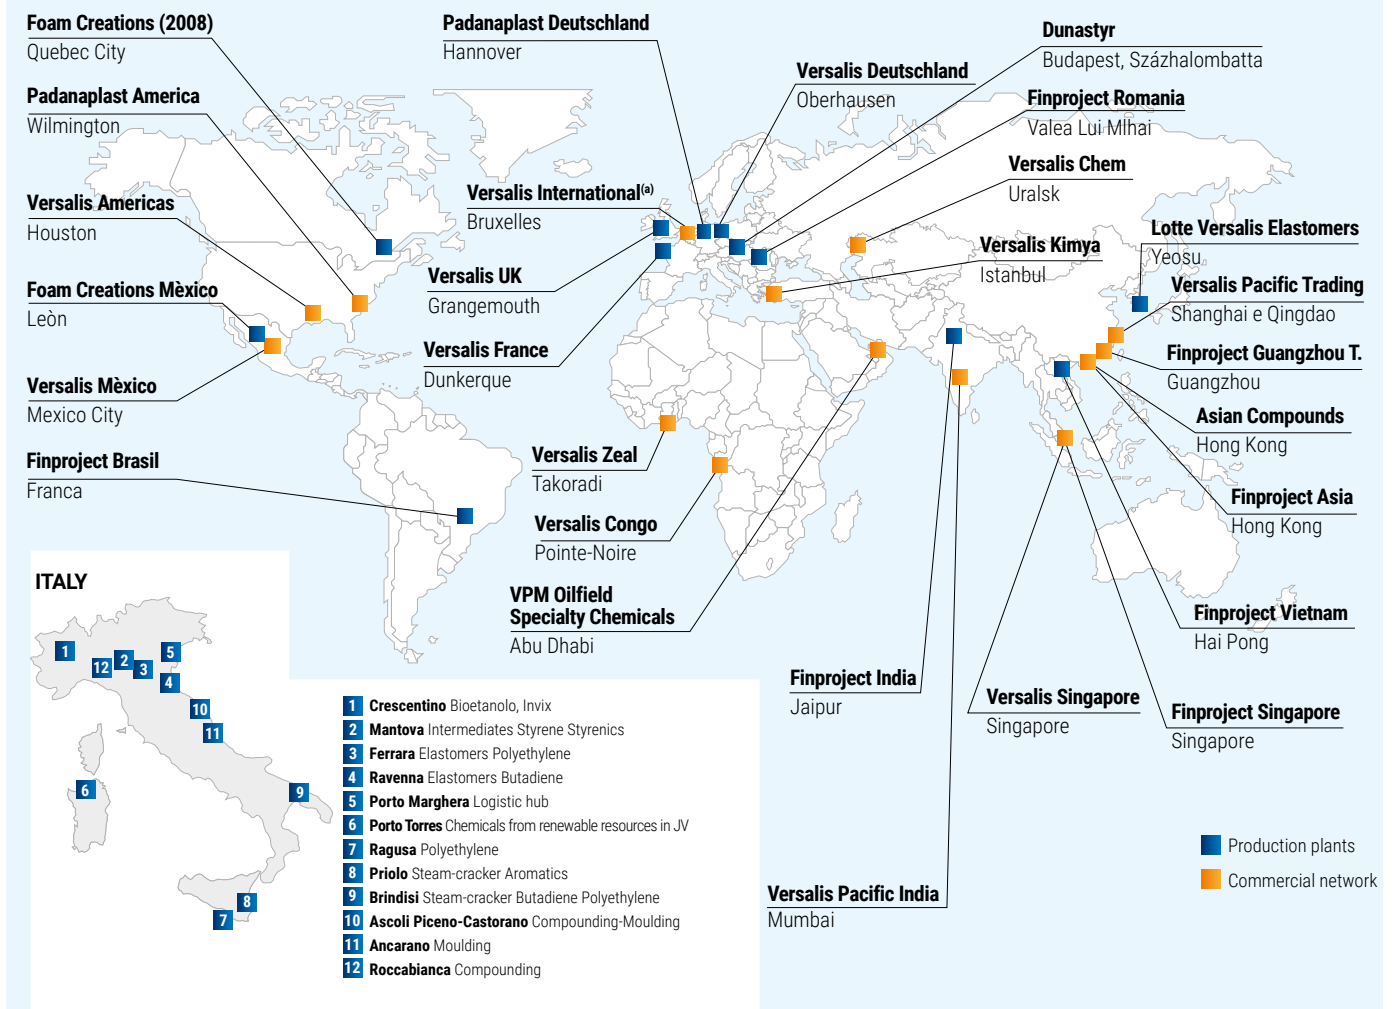 Foam Creations (2008)
Quebec City
Padanaplast America
Wilmington
Versalis Americas
Houston
Foam Creations Mèxico
Leòn
Versalis Mèxico
Mexico City
Finproject Brasil
Franca
Padanaplast Deutschland
Hannover
Versalis International(a)
Bruxelles
Versalis UK
Grangemouth
Versalis France
Dunkerque
Versalis Zeal
Takoradi
Versalis Congo
Pointe-Noire
VPM Oilfield
Specialty Chemicals
Abu Dhabi
Versalis Deutschland
Oberhausen
Dunastyr
Budapest, Százhalombatta
Finproject Romania
Valea Lui MIhai
Versalis Chem
Uralsk
Versalis Kimya
Istanbul
Lotte Versalis Elastomers
Yeosu
Versalis Pacific Trading
Shanghai e Qingdao
Finproject Guangzhou T.
Guangzhou
Asian Compounds
Hong Kong
Finproject Asia
Hong Kong
Finproject Vietnam
Hai Pong
Finproject India
Jaipur
Versalis Singapore
Singapore
Finproject Singapore
Singapore
Versalis Pacific India
Mumbai
Production plants
Commercial network
ITALY
1
12
2
3
5
4
10
11
6
9
8
7
1 Crescentino Bioetanolo, Invix
2 Mantova Intermediates Styrene Styrenics
3 Ferrara Elastomers Polyethylene
4 Ravenna Elastomers Butadiene
5 Porto Marghera Logistic hub
6 Porto Torres Chemicals from renewable resources in JV
7 Ragusa Polyethylene
8 Priolo Steam-cracker Aromatics
9 Brindisi Steam-cracker Butadiene Polyethylene
10 Ascoli Piceno-Castorano Compounding-Moulding
11 Ancarano Moulding
12 Roccabianca Compounding